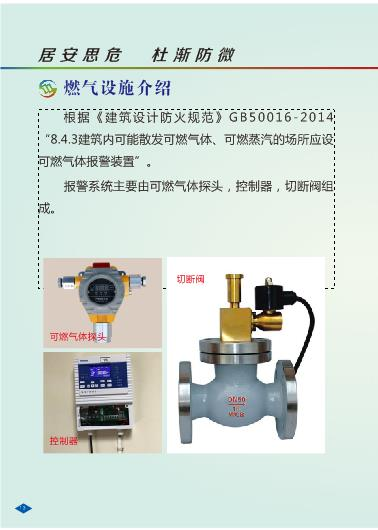 居安思危 杜渐防微
燃气设施介绍
根据《建筑设计防火规范》GB50016-2014
“8.4.3建筑内可能散发可燃气体、可燃蒸汽的场所应设
可燃气体报警装置”。
报警系统主要由可燃气体探头，控制器，切断阀组
成。
切断阀
可燃气体探头
控制器
DN50